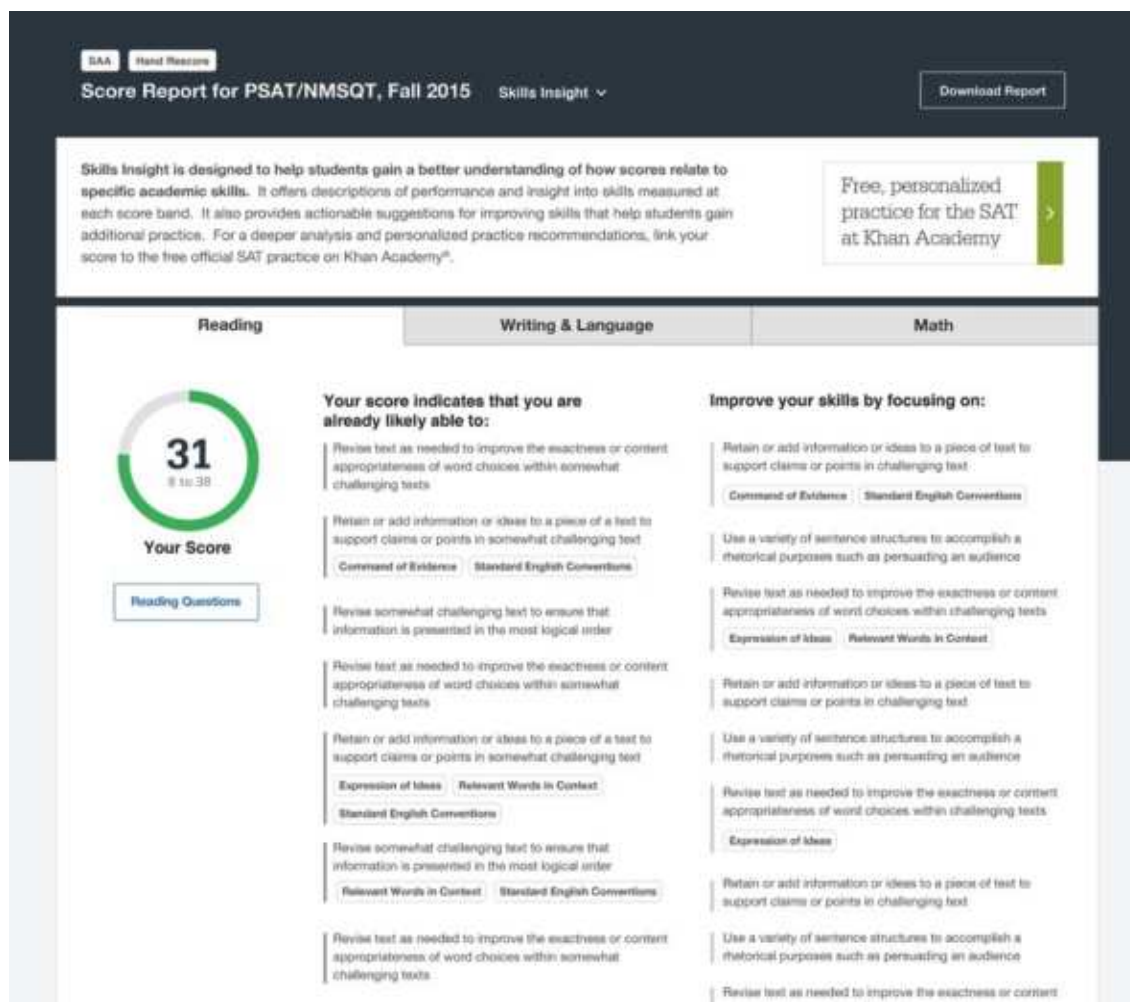 SAA Hand Rescore
Score Report for PSAT/NMSQT, Fall 2015 Skills Insight
Download Report
Skills Insight is designed to help students gain a better understanding of how scores relate to
specific academic skills. It offers descriptions of performance and insight into skills measured at
each score band. It also provides actionable suggestions for improving skills that help students gain
additional practice. For a deeper analysis and personalized practice recommendations, link your
score to the free official SAT practice on Khan Academy®.
Free, personalized
practice for the SAT
at Khan Academy
Reading
Writing & Language
Math
31
8 to 38
Your Score
Reading Questions
Your score indicates that you are
already likely able to:
Revise text as needed to improve the exactness or content
appropriateness of word choices within somewhat
challenging texts
Retain or add information or ideas to a piece of a text to
support claims or points in somewhat challenging text
Command of Evidence Standard English Conventions
Revise somewhat challenging text to ensure that
information is presented in the most logical order
Revise text as needed to improve the exactness or content
appropriateness of word choices within somewhat
challenging texts
Retain or add information or ideas to a piece of a text to
support claims or points in somewhat challenging text
Expression of Ideas Relevant Words in Context
Standard English Conventions
Revise somewhat challenging text to ensure that
information is presented in the most logical order
Relevant Words in Context Standard English Conventions
Revise text as needed to improve the exactness or content
appropriateness of word choices within somewhat
challenging texts
Improve your skills by focusing on:
Retain or add information or ideas to a piece of text to
support claims or points in challenging text
Command of Evidence Standard English Conventions
Use a variety of sentence structures to accomplish a
rhetorical purposes such as persuading an audience
Revise text as needed to improve the exactness or content
appropriateness of word choices within challenging texts
Expression of Ideas Relevant Words in Context
Retain or add information or ideas to a piece of text to
support claims or points in challenging text
Use a variety of sentence structures to accomplish a
rhetorical purposes such as persuading an audience
Revise text as needed to improve the exactness or content
appropriateness of word choices within challenging texts
Expression of Ideas
Retain or add information or ideas to a piece of text to
support claims or points in challenging text
Use a variety of sentence structures to accomplish a
rhetorical purposes such as persuading an audience
Revise text as needed to improve the exactness or content